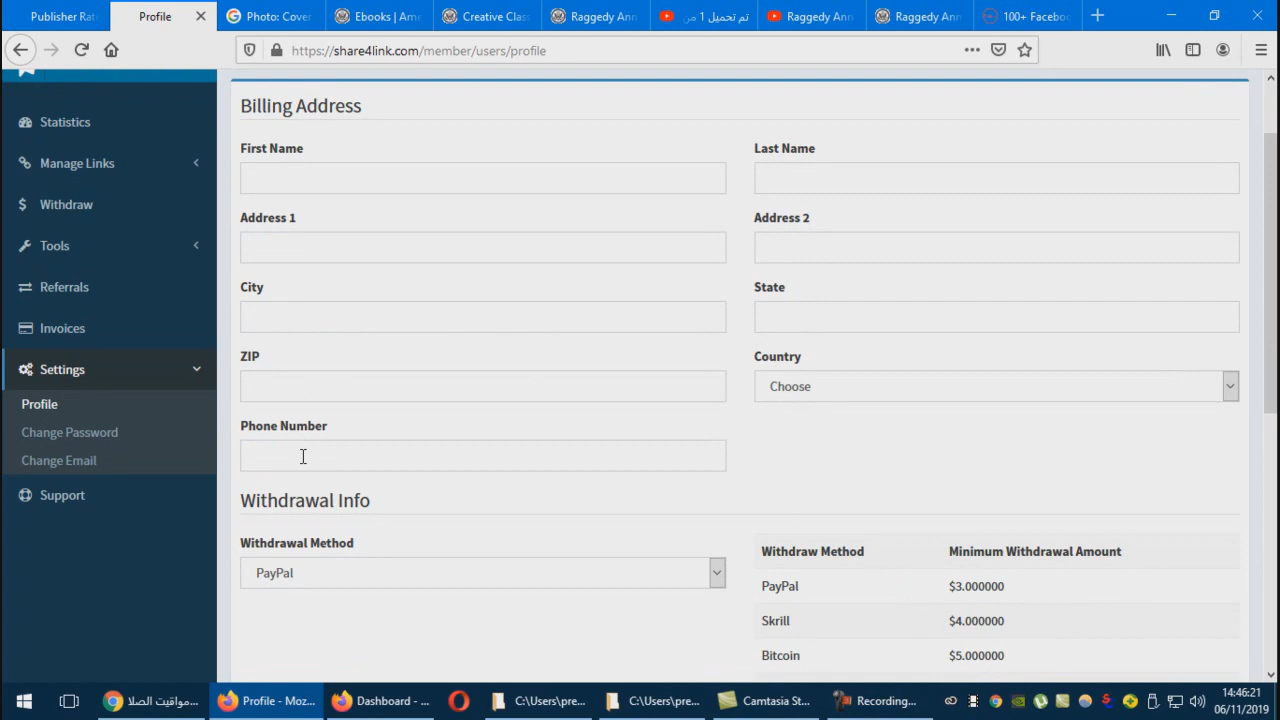 Publisher Rat
Profile
Photo: Cover
Ebooks | Ame
Creative Clas
Raggedy Ann
تم تحميل 1 من
Raggedy Ann
Raggedy Ann
100+ Facebo
https://share4link.com/member/users/profile
Statistics
Manage Links
Withdraw
Tools
Referrals
Invoices
Settings
Profile
Change Password
Change Email
Support
Billing Address
First Name
Last Name
Address 1
Address 2
City
State
ZIP
Country
Choose
Phone Number
Withdrawal Info
Withdrawal Method
PayPal
Withdraw Method Minimum Withdrawal Amount
PayPal $3.000000
Skrill $4.000000
Bitcoin $5.000000
مواقيت الصلا...
Profile - Moz...
Dashboard - ...
C:\Users\pre...
C:\Users\pre...
Camtasia St...
Recording...
14:46:21
06/11/2019